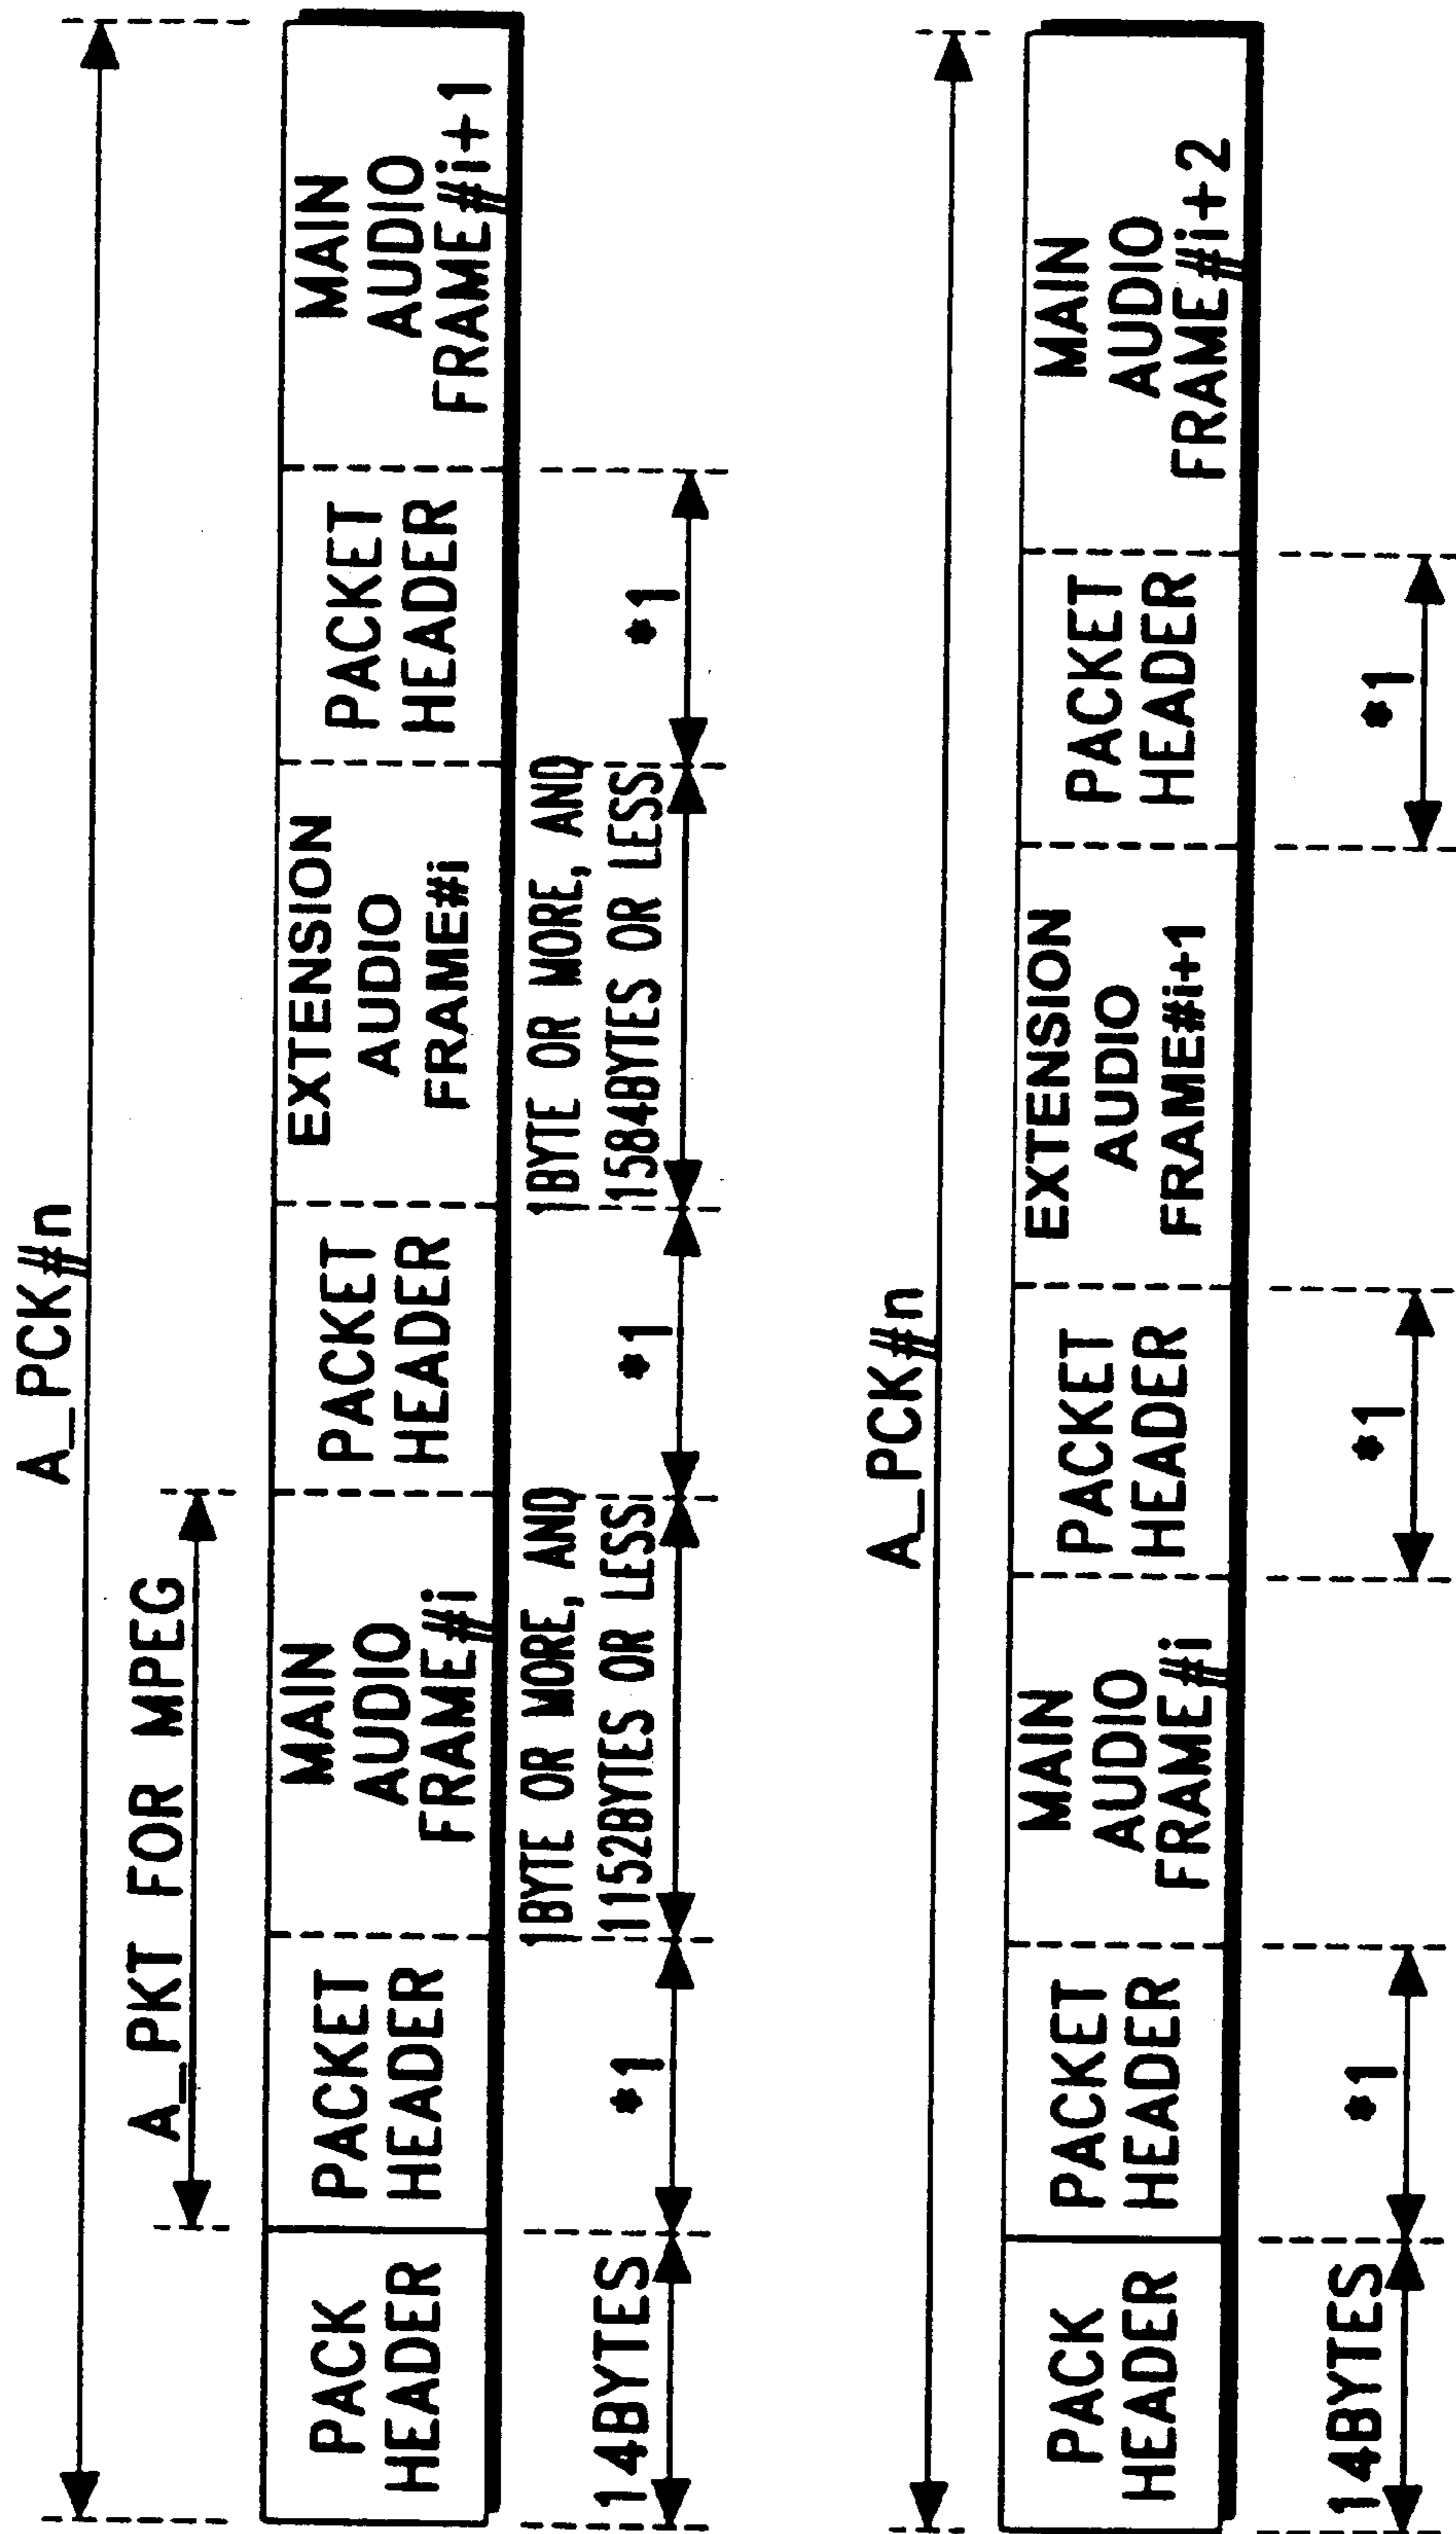 A_PCK#n
A_PKT FOR MPEG
PACK
HEADER
PACKET
HEADER
MAIN
AUDIO
FRAME#i
PACKET
HEADER
EXTENSION
AUDIO
FRAME#i
PACKET
HEADER
MAIN
AUDIO
FRAME#i+1
14BYTES
*1
1BYTE OR MORE, AND
1152BYTES OR LESS
*1
1BYTE OR MORE, AND
1584BYTES OR LESS
*1
A_PCK#n
PACK
HEADER
PACKET
HEADER
MAIN
AUDIO
FRAME#i
PACKET
HEADER
EXTENSION
AUDIO
FRAME#i+1
PACKET
HEADER
MAIN
AUDIO
FRAME#i+2
14BYTES
*1
*1
*1